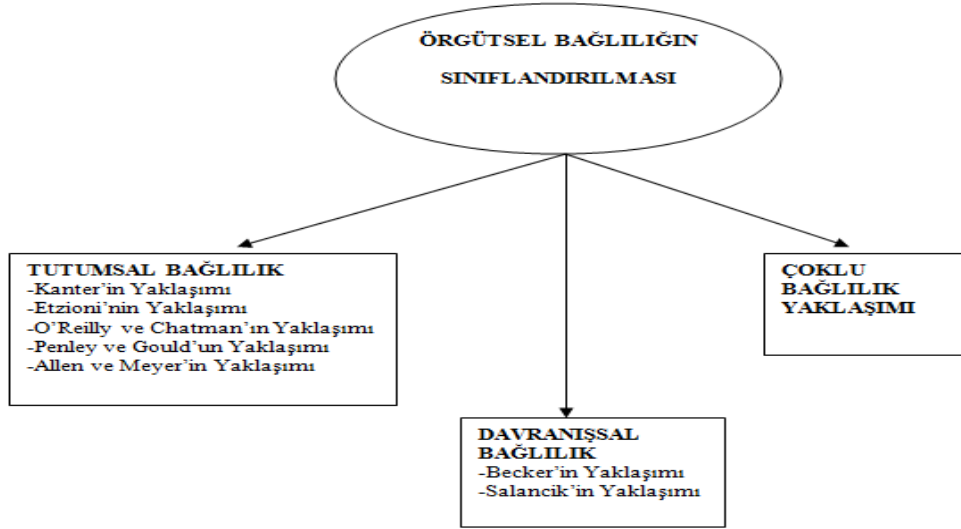 ÖRGÜTSEL BAĞLILIĞIN
SINIFLANDIRILMASI
TUTUMSAL BAĞLILIK
-Kanter’in Yaklaşımı
-Etzioni’nin Yaklaşımı
-O’Reilly ve Chatman’ın Yaklaşımı
-Penley ve Gould’un Yaklaşımı
-Allen ve Meyer’in Yaklaşımı
DAVRANIŞSAL
BAĞLILIK
-Becker’in Yaklaşımı
-Salancik’in Yaklaşımı
ÇOKLU
BAĞLILIK
YAKLAŞIMI